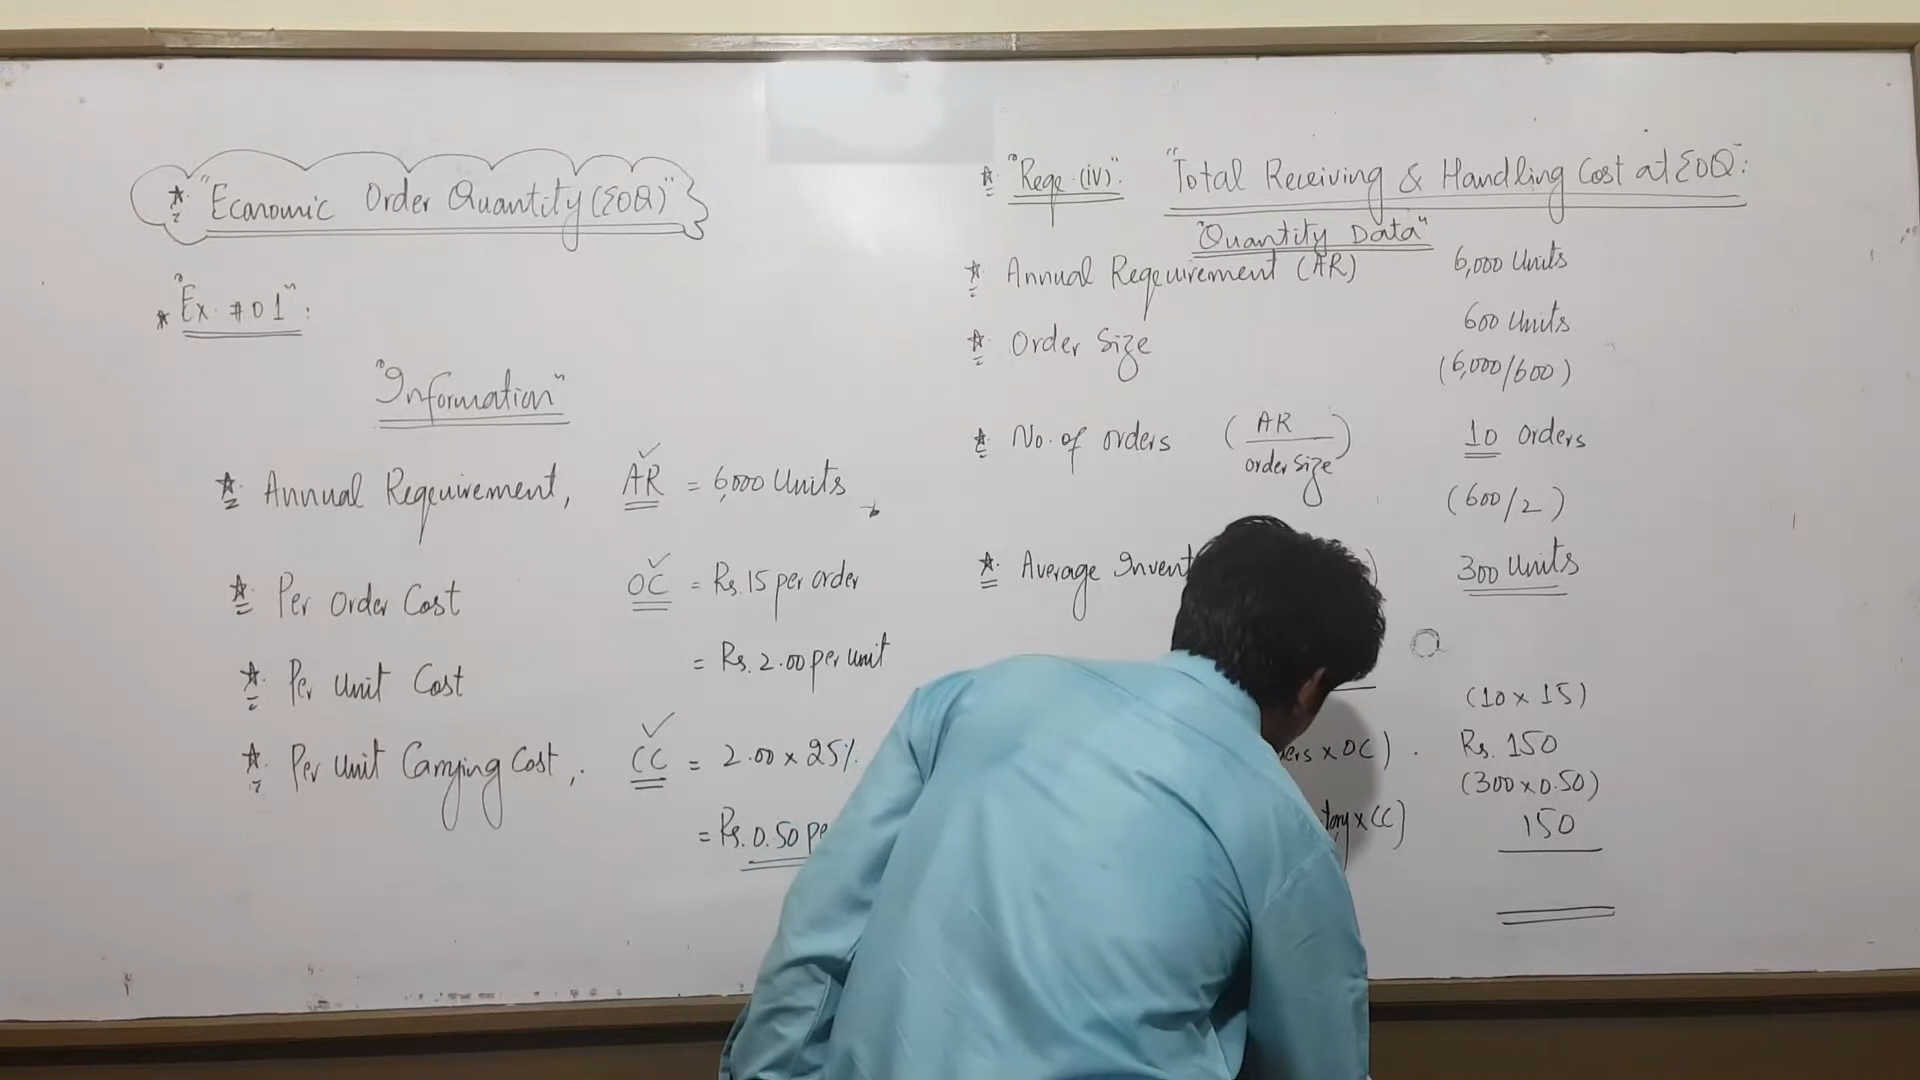 * "Economic Order Quantity (EOQ)"
* "Ex. #01":
"Information"
* Annual Requirement, AR = 6,000 Units
* Per Order Cost OC = Rs. 15 per order
* Per Unit Cost = Rs. 2.00 per unit
* Per Unit Carrying Cost, CC = 2.00 × 25%
= Rs. 0.50
* "Reqe (iv)": "Total Receiving & Handling Cost at EOQ":
"Quantity Data"
* Annual Reqeuirement (AR) 6,000 Units
* Order Size 600 Units
(6,000/600)
* No. of orders (AR / order size) 10 Orders
(600/2)
* Average 300 Units
(10 × 15)
× OC) . Rs. 150
(300 × 0.50)
× CC) 150